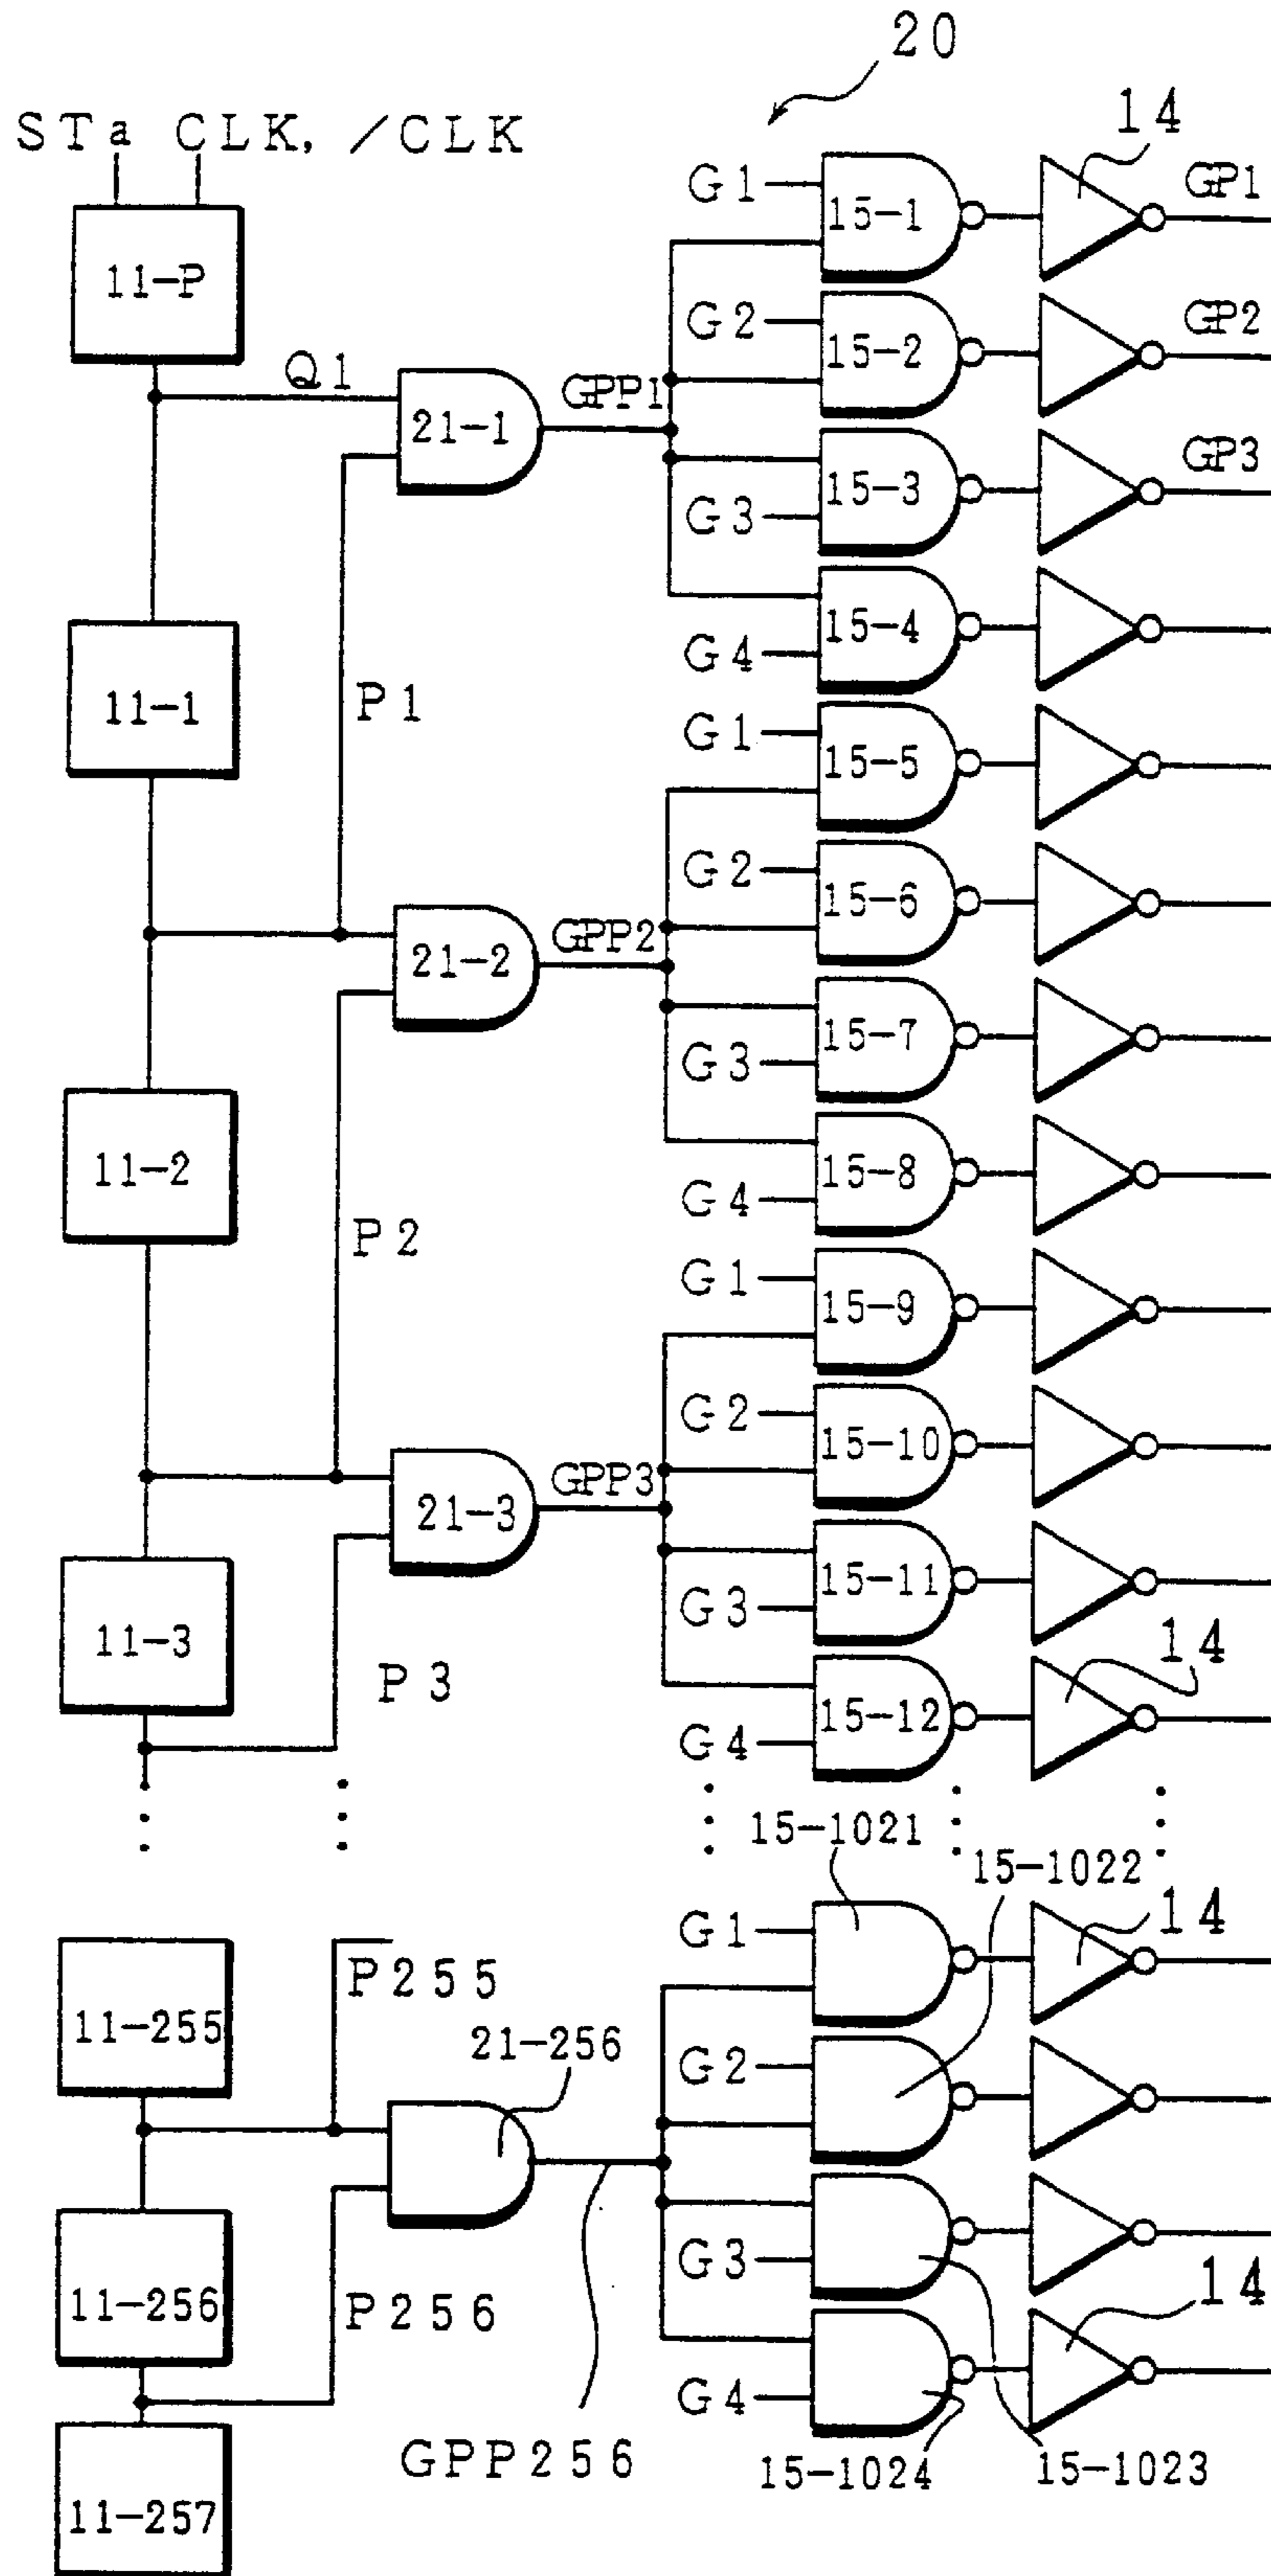 20
STa CLK, /CLK
14
G1
15-1
GP1
11-P
G2
15-2
GP2
Q1
21-1
GPP1
15-3
GP3
G3
15-4
G4
11-1
P1
G1
15-5
G2
15-6
21-2
GPP2
15-7
G3
11-2
15-8
G4
P2
G1
15-9
G2
15-10
21-3
GPP3
15-11
G3
11-3
P3
14
15-12
G4
15-1021
15-1022
14
G1
P255
11-255
21-256
G2
G3
11-256
P256
14
G4
GPP256
15-1024
15-1023
11-257